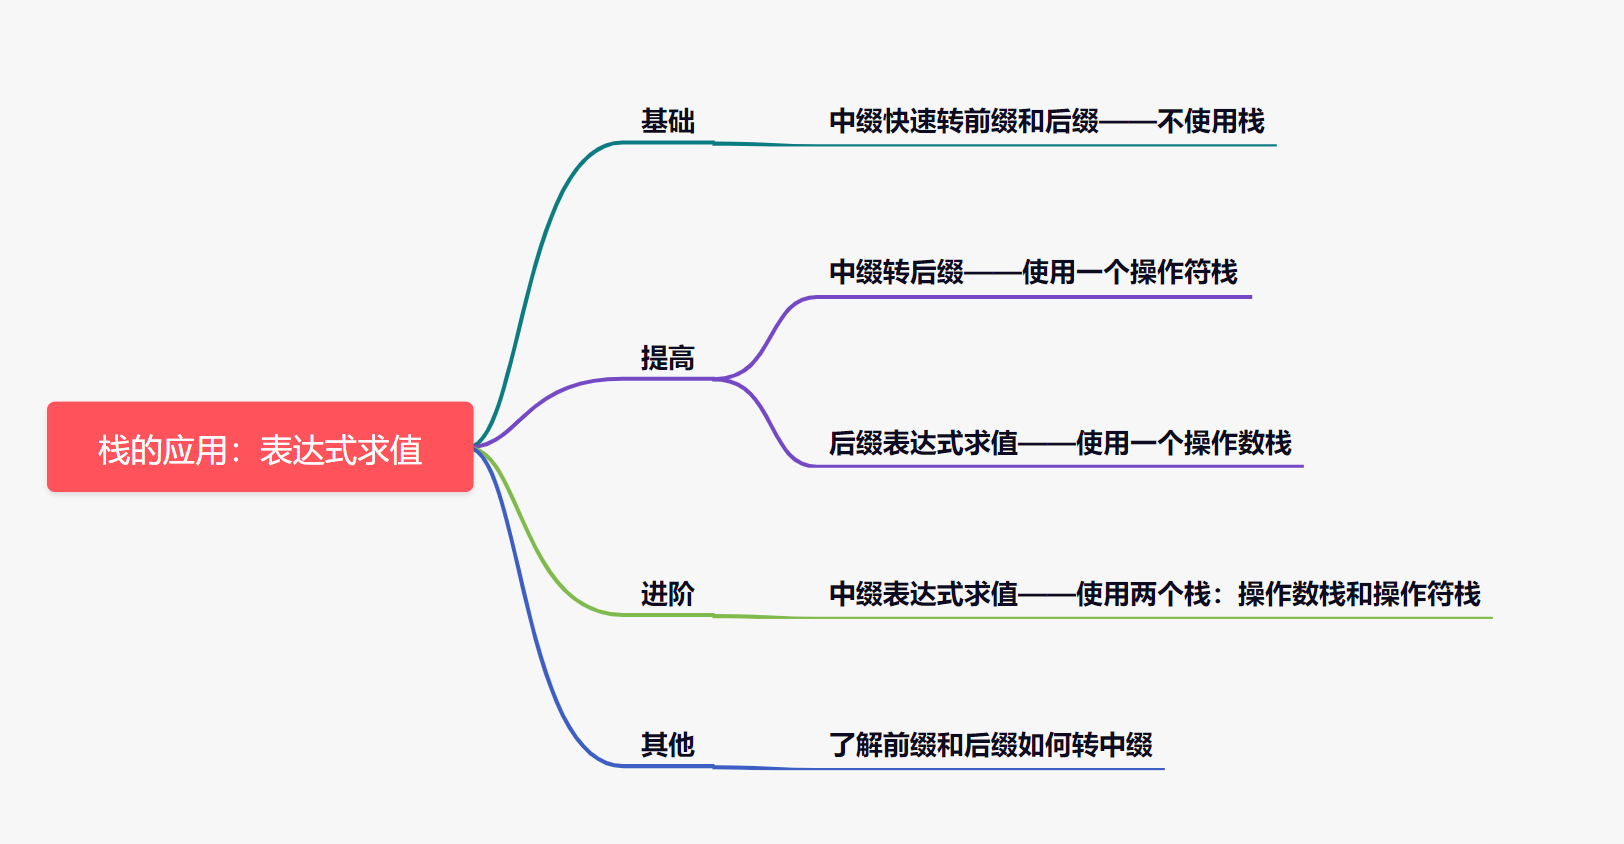 栈的应用：表达式求值
基础
中缀快速转前缀和后缀——不使用栈
提高
中缀转后缀——使用一个操作符栈
后缀表达式求值——使用一个操作数栈
进阶
中缀表达式求值——使用两个栈：操作数栈和操作符栈
其他
了解前缀和后缀如何转中缀